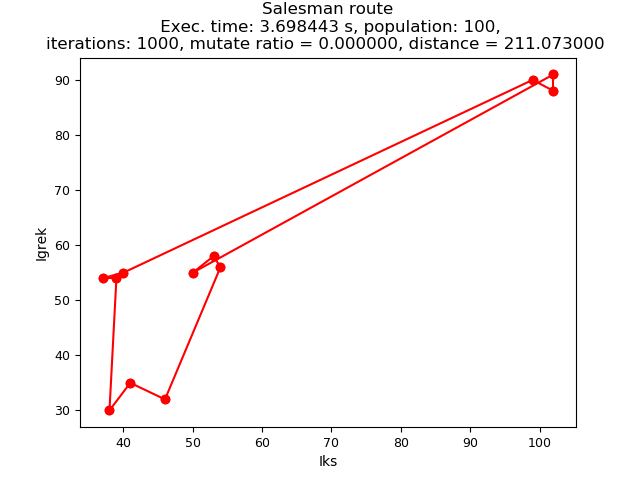 Salesman route
Exec. time: 3.698443 s, population: 100,
iterations: 1000, mutate ratio = 0.000000, distance = 211.073000
90
80
70
60
50
40
30
Igrek
40 50 60 70 80 90 100
Iks